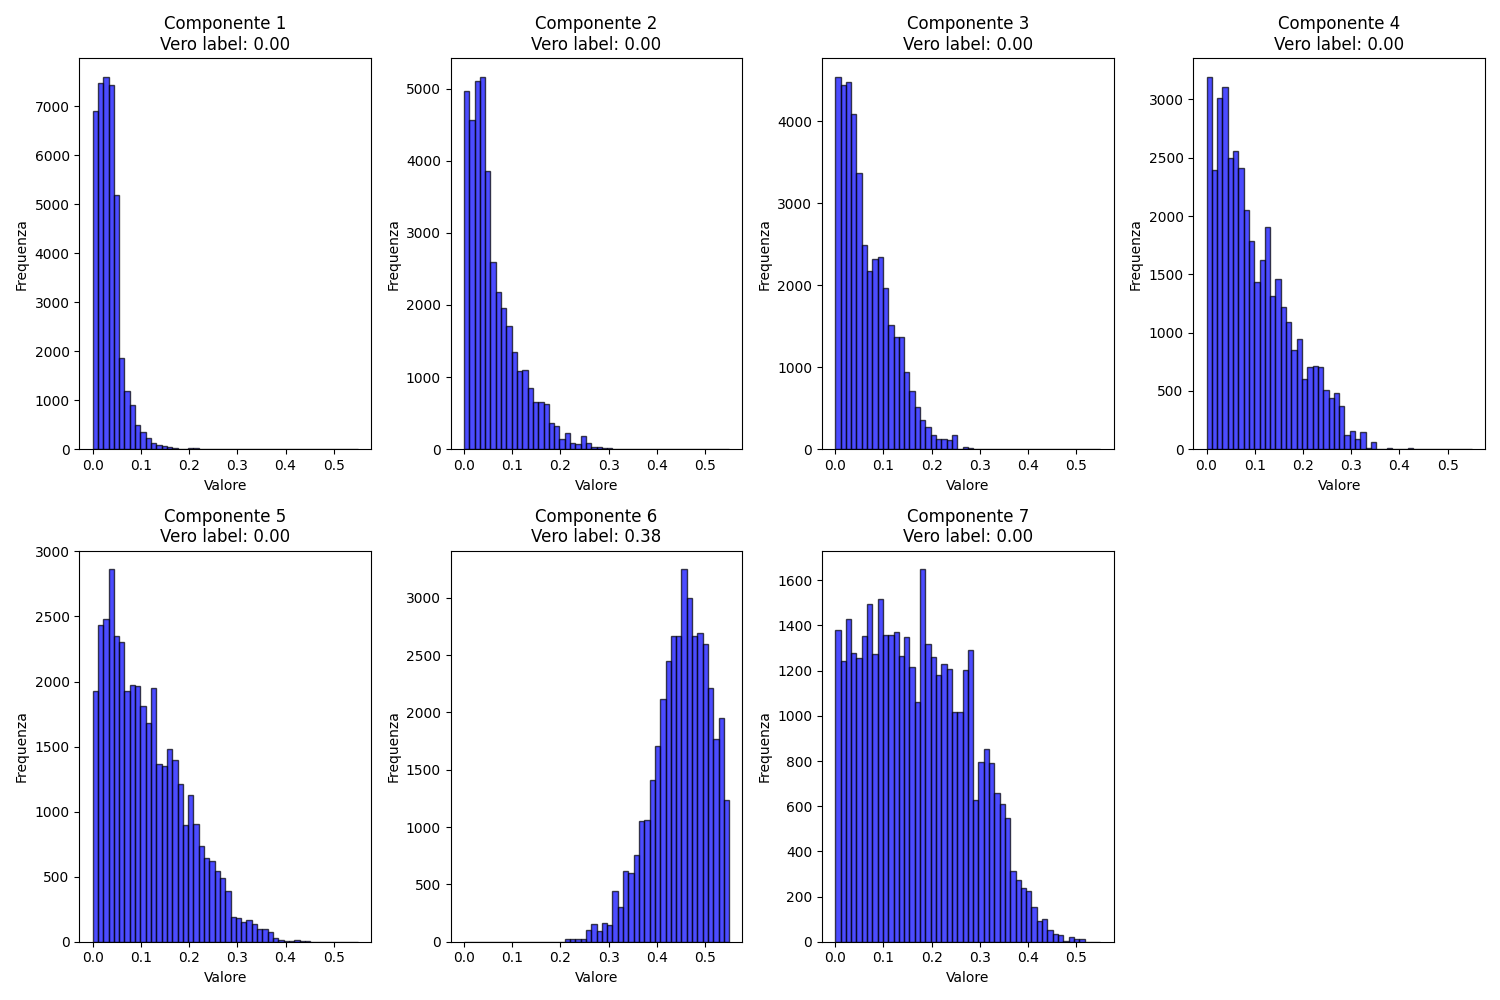 Componente 1
Vero label: 0.00
7000
6000
5000
4000
3000
2000
1000
0
Frequenza
0.0 0.1 0.2 0.3 0.4 0.5
Valore
Componente 2
Vero label: 0.00
5000
4000
3000
2000
1000
0
Frequenza
0.0 0.1 0.2 0.3 0.4 0.5
Valore
Componente 3
Vero label: 0.00
4000
3000
2000
1000
0
Frequenza
0.0 0.1 0.2 0.3 0.4 0.5
Valore
Componente 4
Vero label: 0.00
3000
2500
2000
1500
1000
500
0
Frequenza
0.0 0.1 0.2 0.3 0.4 0.5
Valore
Componente 5
Vero label: 0.00
3000
2500
2000
1500
1000
500
0
Frequenza
0.0 0.1 0.2 0.3 0.4 0.5
Valore
Componente 6
Vero label: 0.38
3000
2500
2000
1500
1000
500
0
Frequenza
0.0 0.1 0.2 0.3 0.4 0.5
Valore
Componente 7
Vero label: 0.00
1600
1400
1200
1000
800
600
400
200
0
Frequenza
0.0 0.1 0.2 0.3 0.4 0.5
Valore